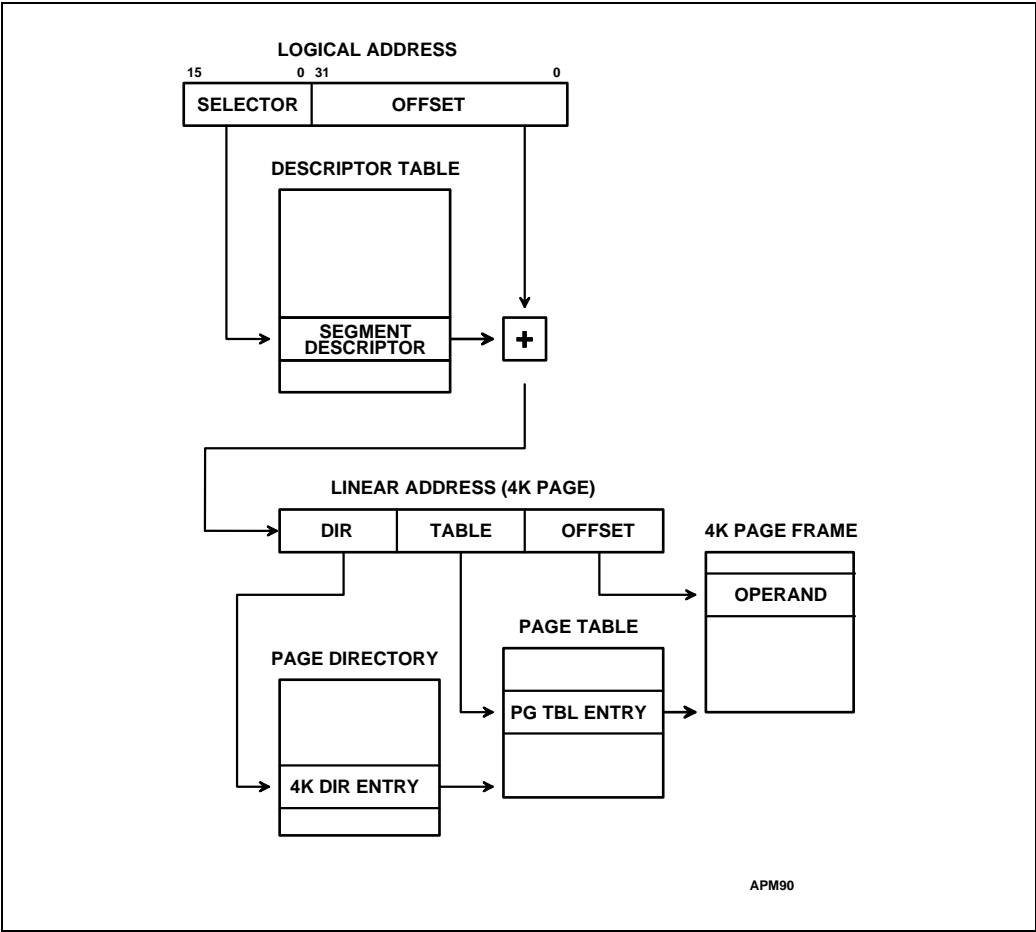 LOGICAL ADDRESS
15 0 31 0
SELECTOR OFFSET
DESCRIPTOR TABLE
SEGMENT
DESCRIPTOR
+
LINEAR ADDRESS (4K PAGE)
DIR TABLE OFFSET
4K PAGE FRAME
OPERAND
PAGE TABLE
PAGE DIRECTORY
PG TBL ENTRY
4K DIR ENTRY
APM90